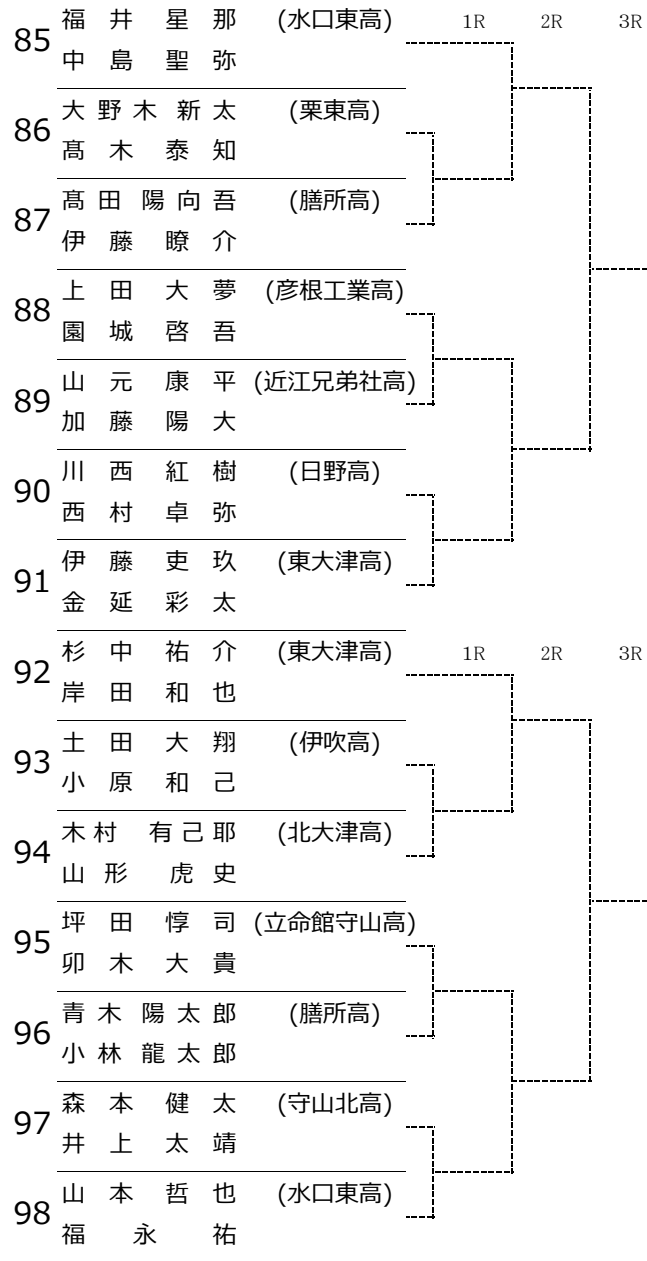 85 福井星那 (水口東高) 1R 2R 3R
中島聖弥
86 大野木新太 (栗東高)
髙木泰知
87 髙田陽向吾 (膳所高)
伊藤瞭介
88 上田大夢 (彦根工業高)
園城啓吾
89 山元康平 (近江兄弟社高)
加藤陽大
90 川西紅樹 (日野高)
西村卓弥
91 伊藤吏玖 (東大津高)
金延彩太
92 杉中祐介 (東大津高) 1R 2R 3R
岸田和也
93 土田大翔 (伊吹高)
小原和己
94 木村有己耶 (北大津高)
山形虎史
95 坪田惇司 (立命館守山高)
卯木大貴
96 青木陽太郎 (膳所高)
小林龍太郎
97 森本健太 (守山北高)
井上太靖
98 山本哲也 (水口東高)
福永祐